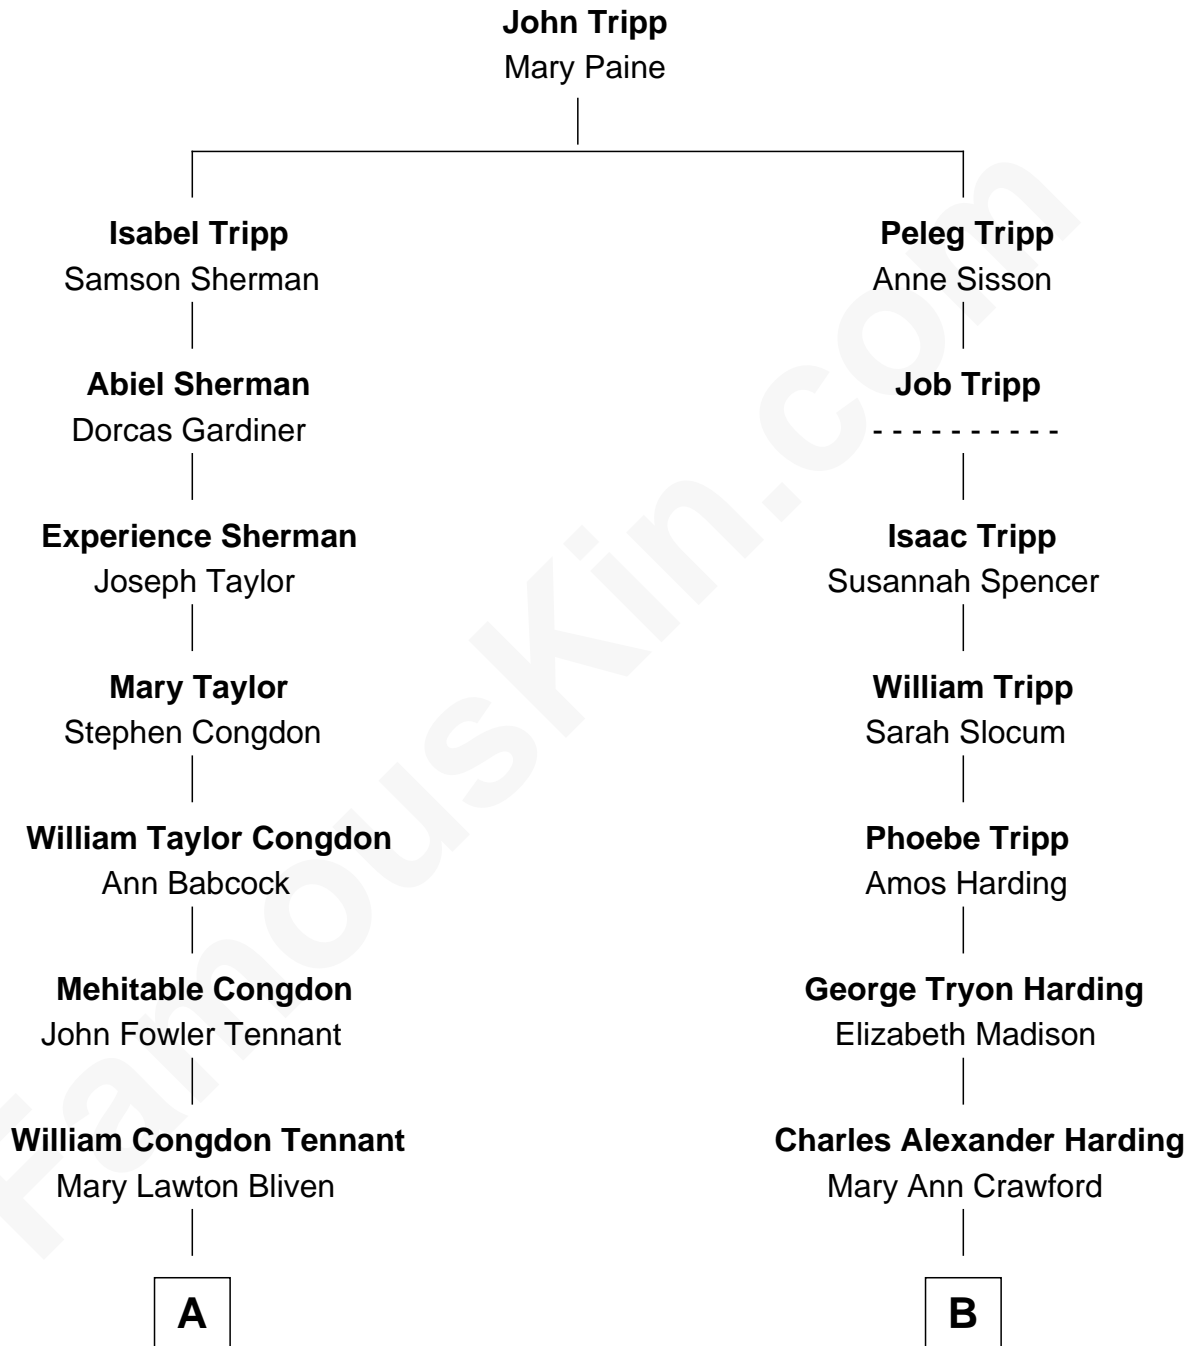 John Tripp
Mary Paine
Isabel Tripp
Samson Sherman
Abiel Sherman
Dorcas Gardiner
Experience Sherman
Joseph Taylor
Mary Taylor
Stephen Congdon
William Taylor Congdon
Ann Babcock
Mehitable Congdon
John Fowler Tennant
William Congdon Tennant
Mary Lawton Bliven
A
Peleg Tripp
Anne Sisson
Job Tripp
- - - - - - - - - -
Isaac Tripp
Susannah Spencer
William Tripp
Sarah Slocum
Phoebe Tripp
Amos Harding
George Tryon Harding
Elizabeth Madison
Charles Alexander Harding
Mary Ann Crawford
B
FamousKin.com